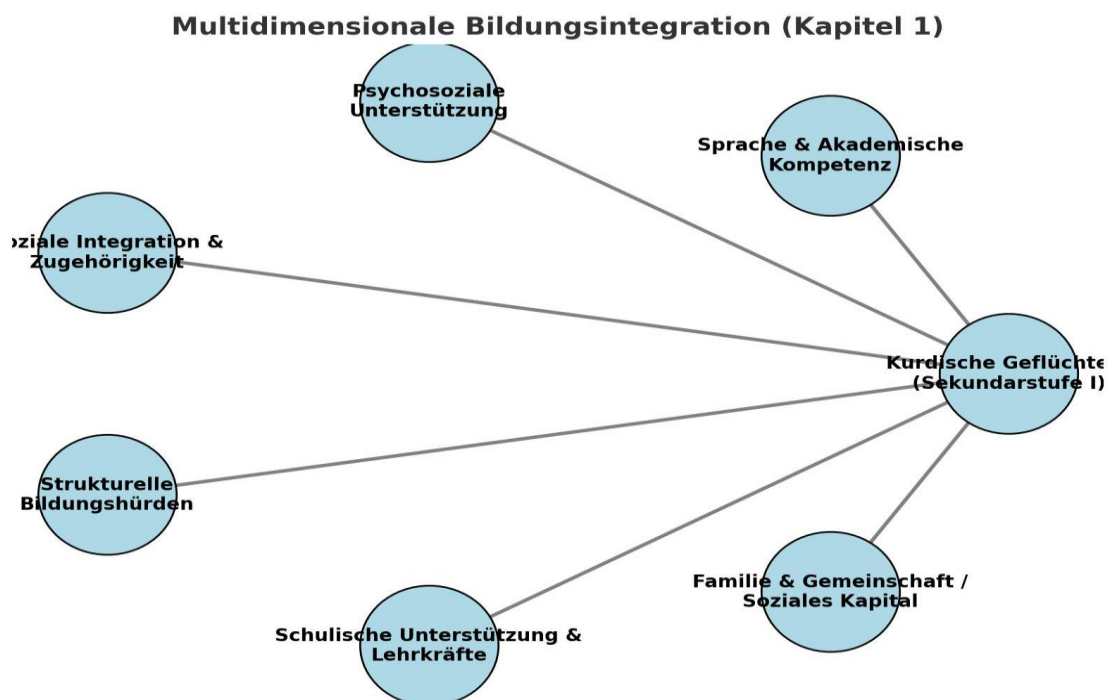 Multidimensionale Bildungsintegration (Kapitel 1)
Psychosoziale
Unterstützung
Sprache & Akademische
Kompetenz
oziale Integration &
Zugehörigkeit
Kurdische Geflüchte
(Sekundarstufe I)
Strukturelle
Bildungshürden
Familie & Gemeinschaft /
Soziales Kapital
Schulische Unterstützung &
Lehrkräfte